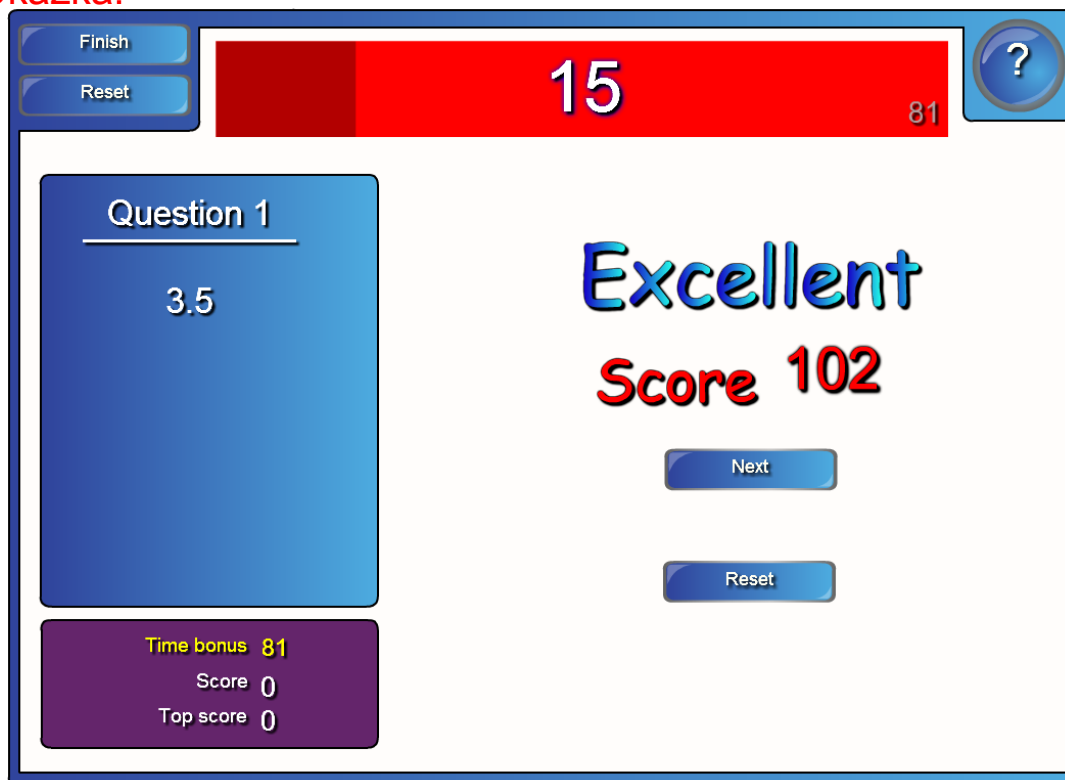 Finish
Reset
15
81
?
Question 1
3.5
Excellent
Score 102
Next
Reset
Time bonus 81
Score 0
Top score 0